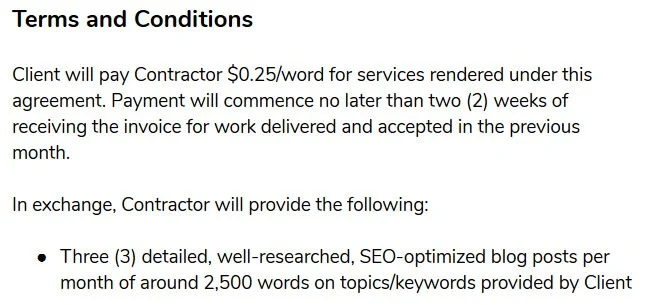 Terms and Conditions
Client will pay Contractor $0.25/word for services rendered under this
agreement. Payment will commence no later than two (2) weeks of
receiving the invoice for work delivered and accepted in the previous
month.
In exchange, Contractor will provide the following:
● Three (3) detailed, well-researched, SEO-optimized blog posts per
month of around 2,500 words on topics/keywords provided by Client